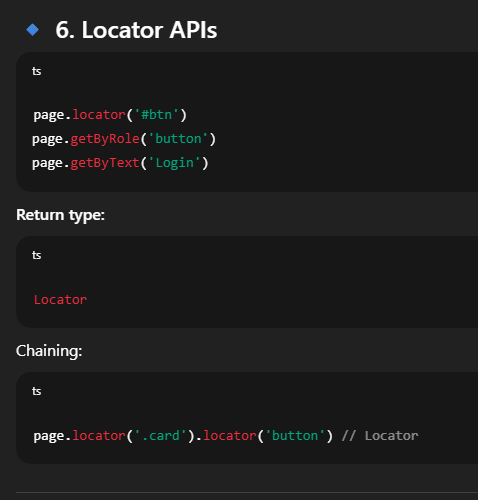 6. Locator APIs
ts
page.locator('#btn')
page.getByRole('button')
page.getByText('Login')
Return type:
ts
Locator
Chaining:
ts
page.locator('.card').locator('button') // Locator